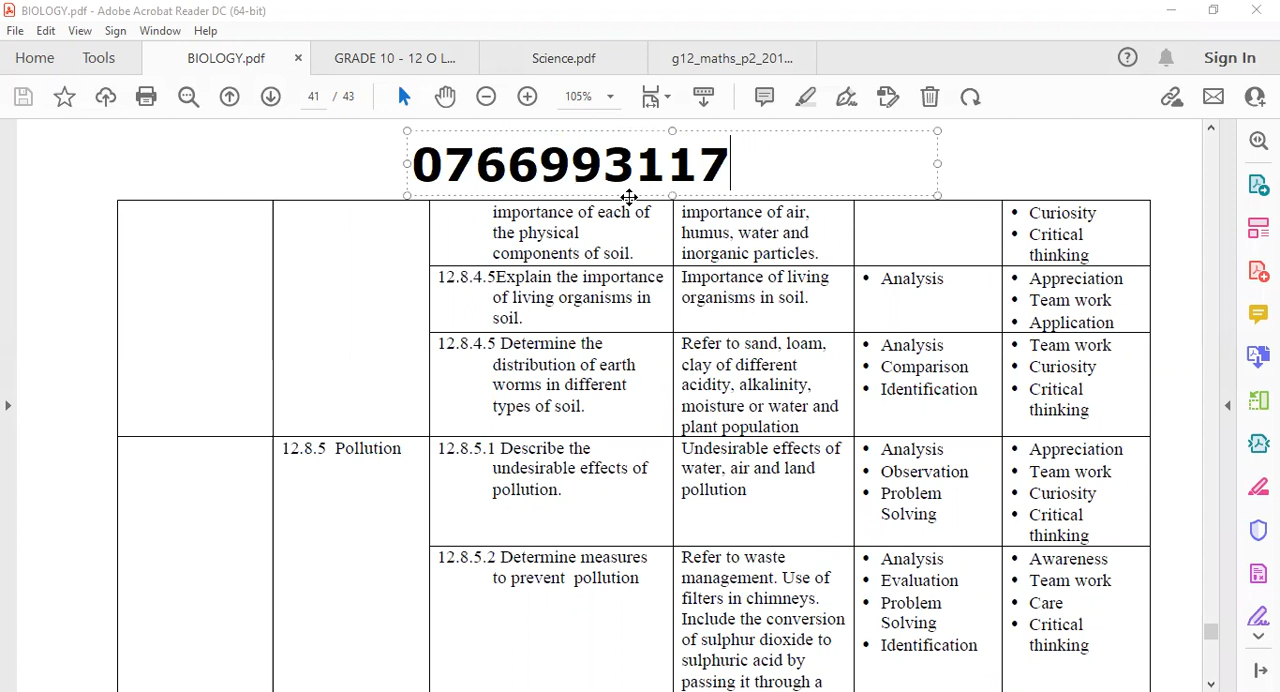 BIOLOGY.pdf - Adobe Acrobat Reader DC (64-bit)
File Edit View Sign Window Help
Home Tools BIOLOGY.pdf × GRADE 10 - 12 O L... Science.pdf g12_maths_p2_201... Sign In
41 / 43 105%
0766993117
importance of each of
the physical
components of soil.
importance of air,
humus, water and
inorganic particles.
• Curiosity
• Critical
thinking
12.8.4.5Explain the importance
of living organisms in
soil.
Importance of living
organisms in soil.
• Analysis
• Appreciation
• Team work
• Application
12.8.4.5 Determine the
distribution of earth
worms in different
types of soil.
Refer to sand, loam,
clay of different
acidity, alkalinity,
moisture or water and
plant population
• Analysis
• Comparison
• Identification
• Team work
• Curiosity
• Critical
thinking
12.8.5 Pollution
12.8.5.1 Describe the
undesirable effects of
pollution.
Undesirable effects of
water, air and land
pollution
• Analysis
• Observation
• Problem
Solving
• Appreciation
• Team work
• Curiosity
• Critical
thinking
12.8.5.2 Determine measures
to prevent pollution
Refer to waste
management. Use of
filters in chimneys.
Include the conversion
of sulphur dioxide to
sulphuric acid by
passing it through a
• Analysis
• Evaluation
• Problem
Solving
• Identification
• Awareness
• Team work
• Care
• Critical
thinking